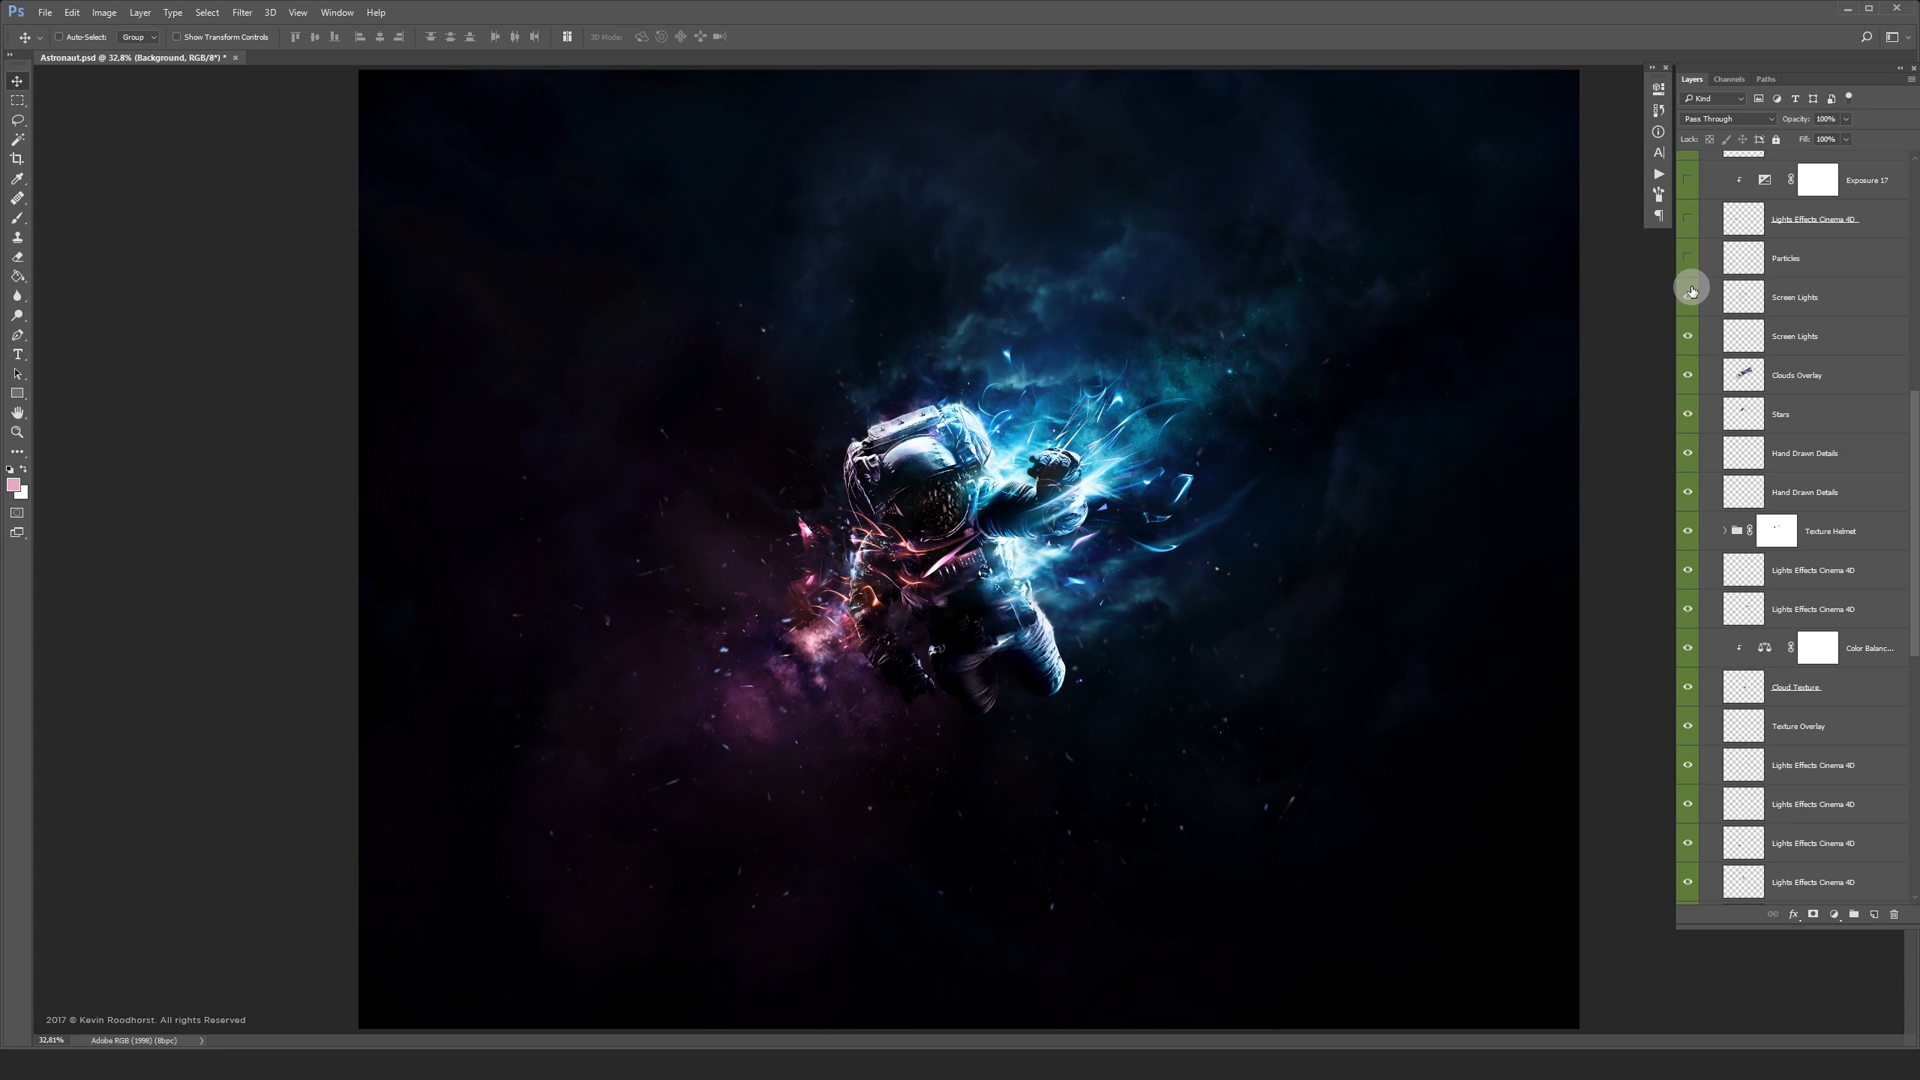 Ps File Edit Image Layer Type Select Filter 3D View Window Help
Auto-Select: Group Show Transform Controls 3D Mode:
Astronaut.psd @ 32,8% (Background, RGB/8*) * ×
Layers Channels Paths
Kind
Pass Through Opacity: 100%
Lock: Fill: 100%
Exposure 17
Lights Effects Cinema 4D
Particles
Screen Lights
Screen Lights
Clouds Overlay
Stars
Hand Drawn Details
Hand Drawn Details
Texture Helmet
Lights Effects Cinema 4D
Lights Effects Cinema 4D
Color Balanc...
Cloud Texture
Texture Overlay
Lights Effects Cinema 4D
Lights Effects Cinema 4D
Lights Effects Cinema 4D
Lights Effects Cinema 4D
fx
2017 © Kevin Roodhorst. All rights Reserved
32,81% Adobe RGB (1998) (8bpc)